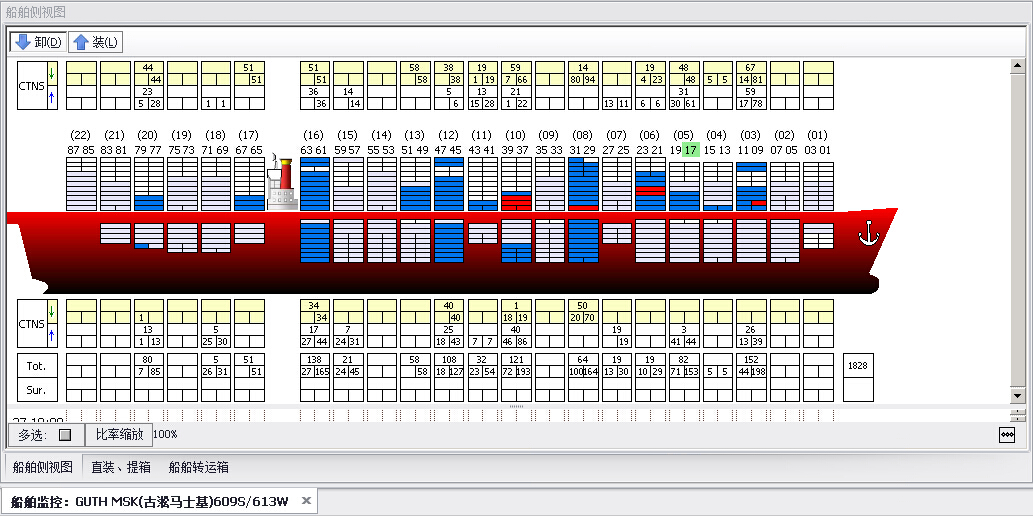 船舶侧视图
卸(D) 装(L)
44 51 51 58 38 19 59 14 19 48 67
CTNS 44 51 51 58 38 1 19 7 66 80 94 4 23 48 5 5 14 81
23 36 14 5 13 1 6 31 59
5 28 1 1 36 14 6 15 28 1 22 13 11 6 6 30 61 17 78
(22) (21) (20) (19) (18) (17) (16) (15) (14) (13) (12) (11) (10) (09) (08) (07) (06) (05) (04) (03) (02) (01)
87 85 83 81 79 77 75 73 71 69 67 65 63 61 59 57 55 53 51 49 47 45 43 41 39 37 35 33 31 29 27 25 23 21 19 17 15 13 11 09 07 05 03 01
34 40 1 50
CTNS 1 34 40 18 19 20 70
13 5 17 7 25 40 19 3 26
1 13 25 30 27 44 24 31 18 43 7 7 46 86 19 41 44 13 39
Tot. 80 5 51 138 21 58 108 32 121 64 19 19 82 152 1828
7 85 26 31 51 27 165 24 45 58 18 127 23 54 72 193 100 164 13 30 10 29 71 153 5 5 44 198
Sur.
多选: 比率缩放 100%
船舶侧视图 直装、提箱 船舶转运箱
船舶监控: GUTH MSK(古淞马士基)609S/613W